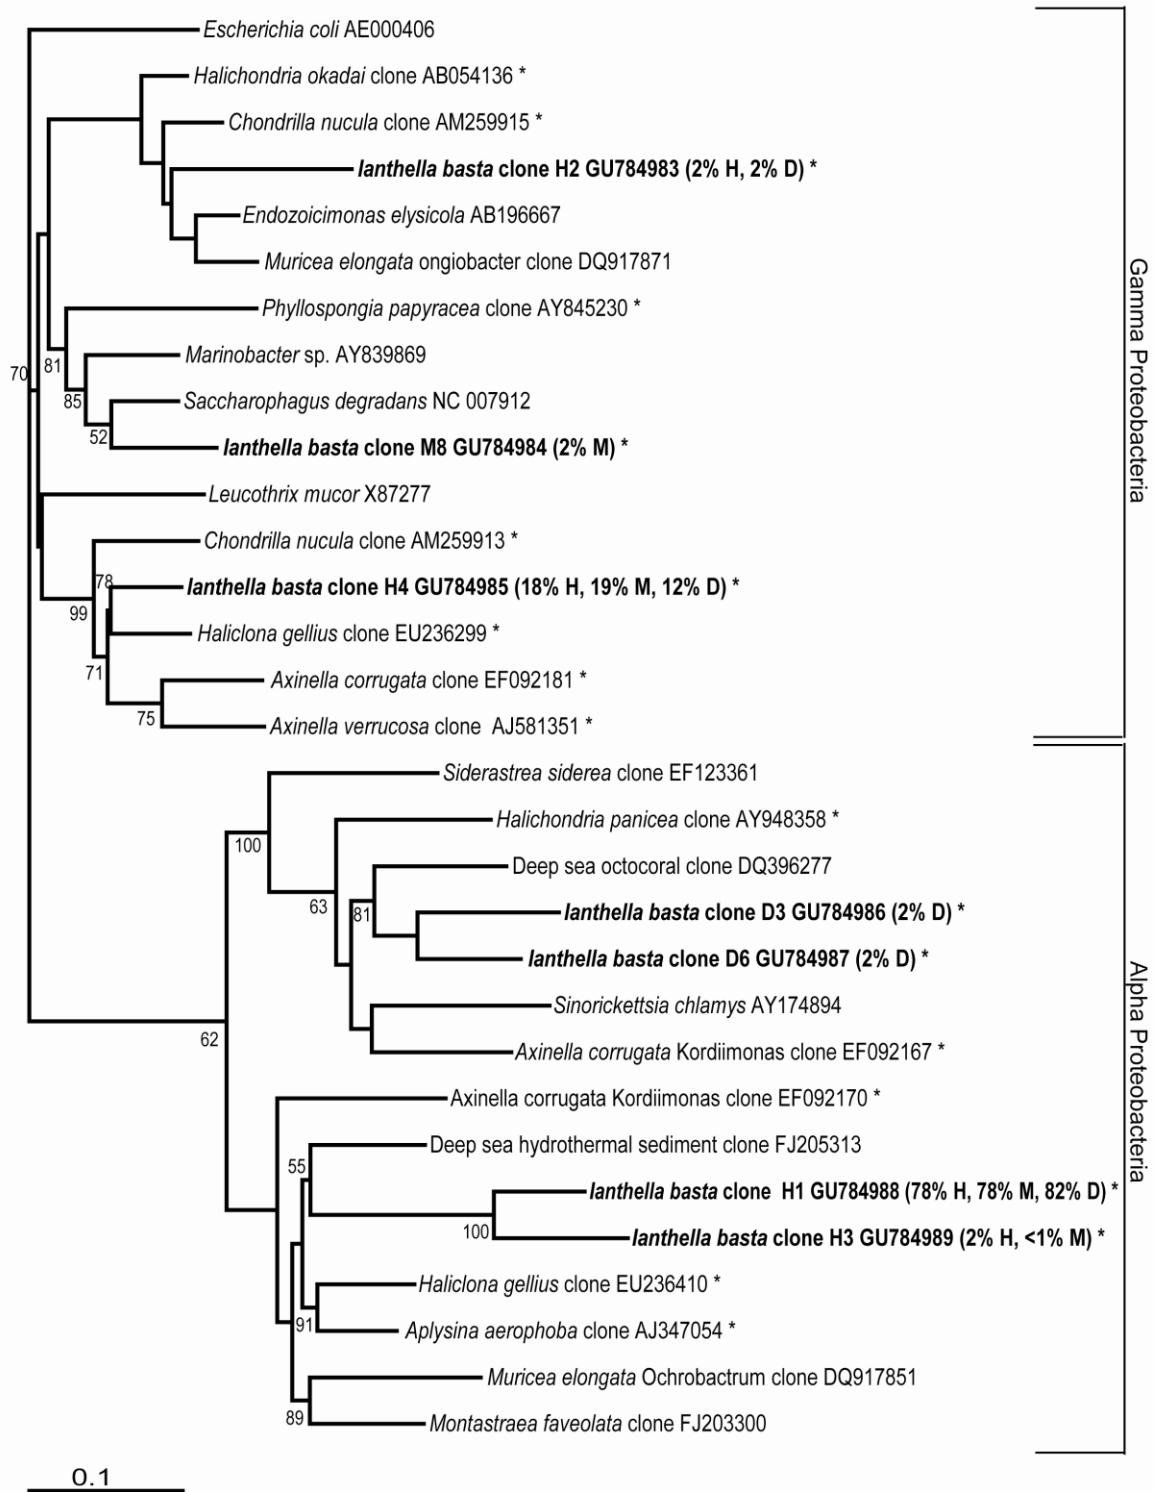 Escherichia coli AE000406
Halichondria okadai clone AB054136 *
Chondrilla nucula clone AM259915 *
Ianthella basta clone H2 GU784983 (2% H, 2% D) *
Endozoicimonas elysicola AB196667
Muricea elongata ongiobacter clone DQ917871
Phyllospongia papyracea clone AY845230 *
Marinobacter sp. AY839869
70
81
85
Saccharophagus degradans NC 007912
52
Ianthella basta clone M8 GU784984 (2% M) *
Leucothrix mucor X87277
Chondrilla nucula clone AM259913 *
78
Ianthella basta clone H4 GU784985 (18% H, 19% M, 12% D) *
99
Haliclona gellius clone EU236299 *
71
Axinella corrugata clone EF092181 *
75
Axinella verrucosa clone AJ581351 *
Gamma Proteobacteria
Siderastrea siderea clone EF123361
Halichondria panicea clone AY948358 *
100
Deep sea octocoral clone DQ396277
63
81
Ianthella basta clone D3 GU784986 (2% D) *
Ianthella basta clone D6 GU784987 (2% D) *
Sinorickettsia chlamys AY174894
62
Axinella corrugata Kordiimonas clone EF092167 *
Axinella corrugata Kordiimonas clone EF092170 *
Deep sea hydrothermal sediment clone FJ205313
55
Ianthella basta clone H1 GU784988 (78% H, 78% M, 82% D) *
100
Ianthella basta clone H3 GU784989 (2% H, <1% M) *
Haliclona gellius clone EU236410 *
91
Aplysina aerophoba clone AJ347054 *
Muricea elongata Ochrobactrum clone DQ917851
89
Montastraea faveolata clone FJ203300
Alpha Proteobacteria
0.1